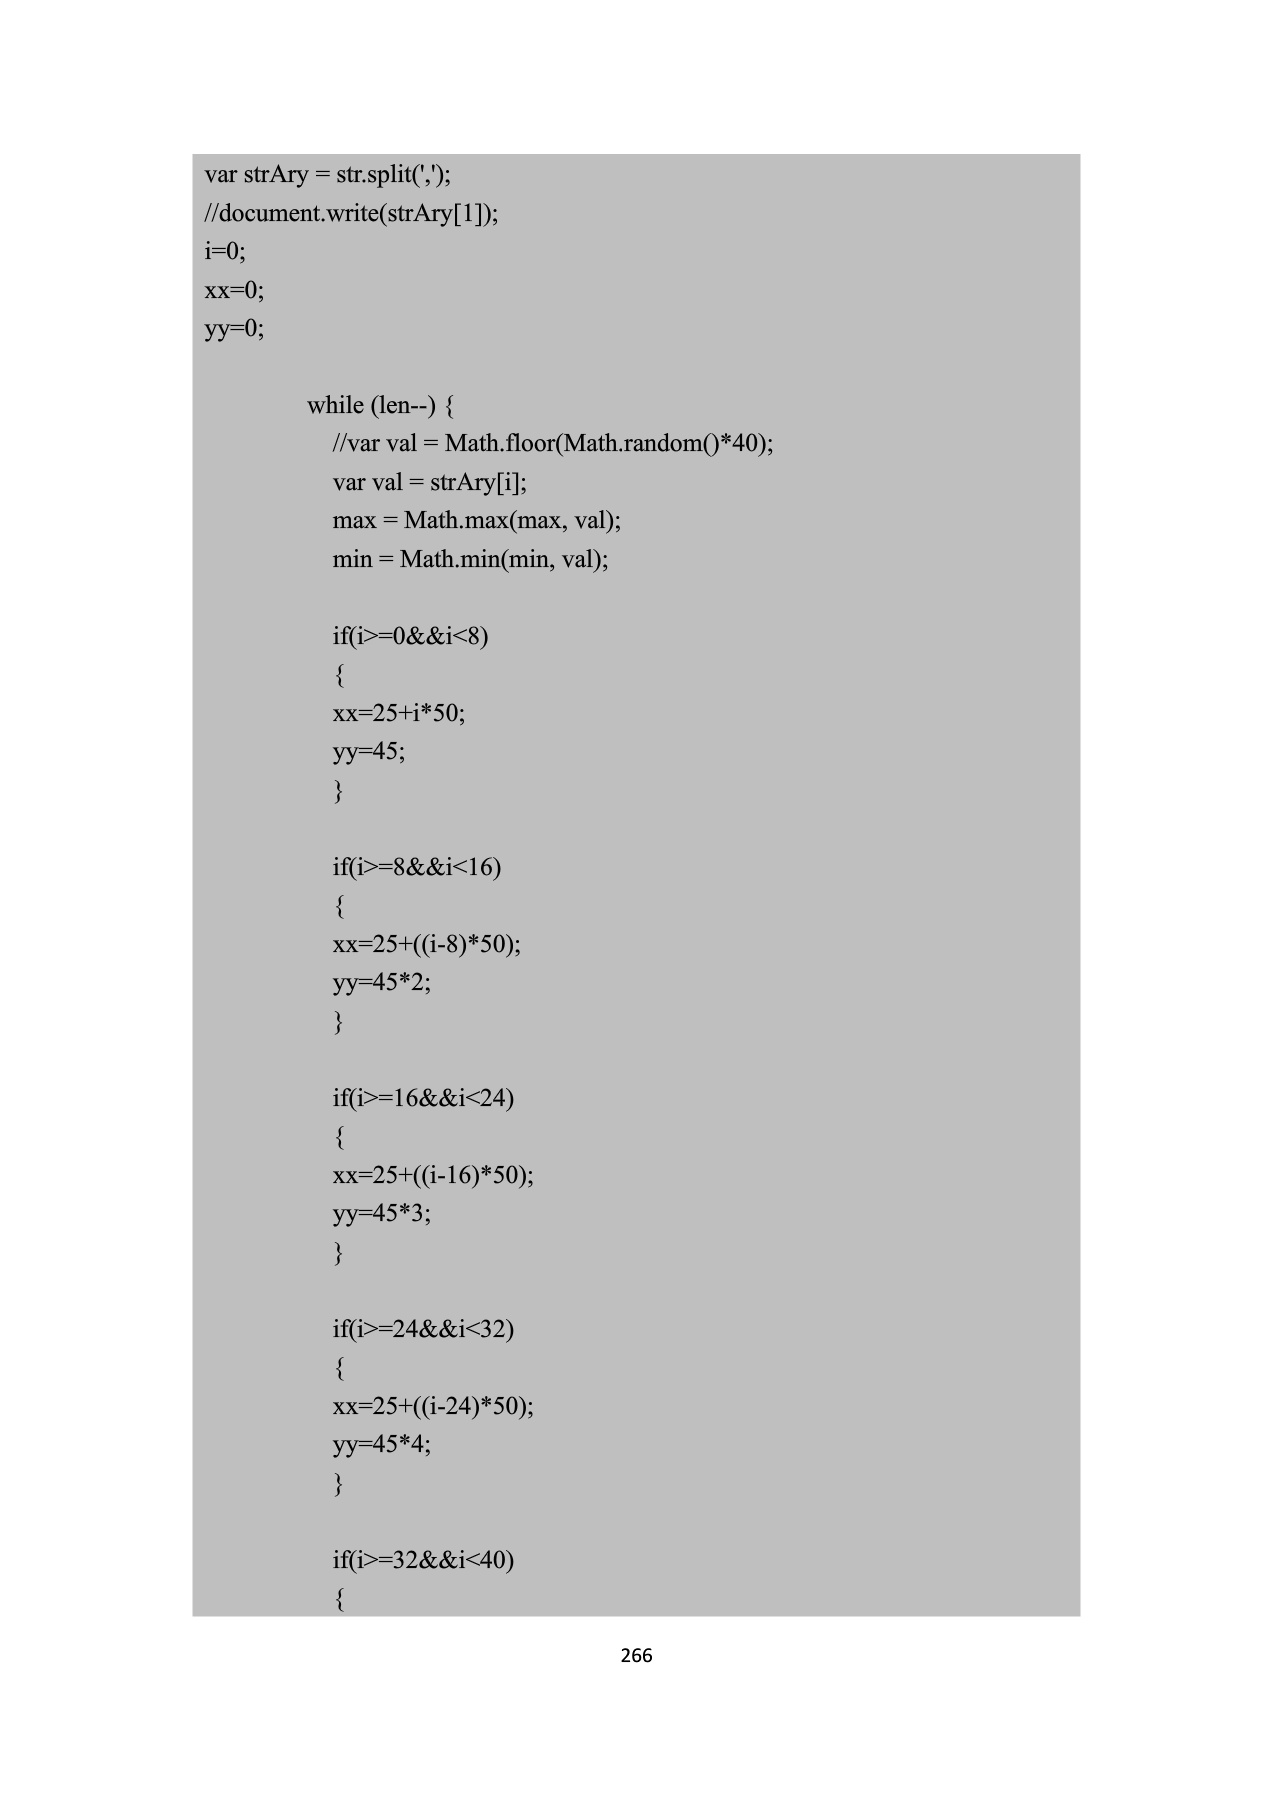 var strAry = str.split(',');
//document.write(strAry[1]);
i=0;
xx=0;
yy=0;
while (len--) {
//var val = Math.floor(Math.random()*40);
var val = strAry[i];
max = Math.max(max, val);
min = Math.min(min, val);
if(i>=0&&i<8)
{
xx=25+i*50;
yy=45;
}
if(i>=8&&i<16)
{
xx=25+((i-8)*50);
yy=45*2;
}
if(i>=16&&i<24)
{
xx=25+((i-16)*50);
yy=45*3;
}
if(i>=24&&i<32)
{
xx=25+((i-24)*50);
yy=45*4;
}
if(i>=32&&i<40)
{
266